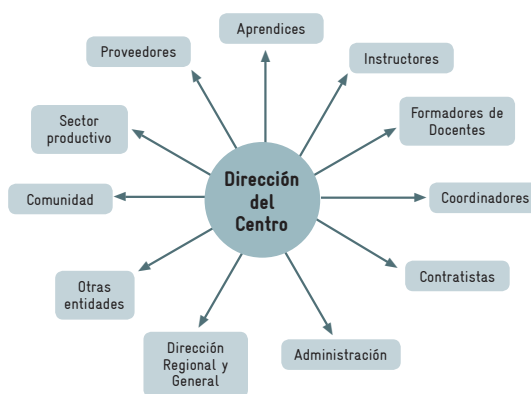 Aprendices
Proveedores
Instructores
Sector
productivo
Formadores de
Docentes
Dirección
del
Centro
Comunidad
Coordinadores
Otras
entidades
Contratistas
Dirección
Regional y
General
Administración